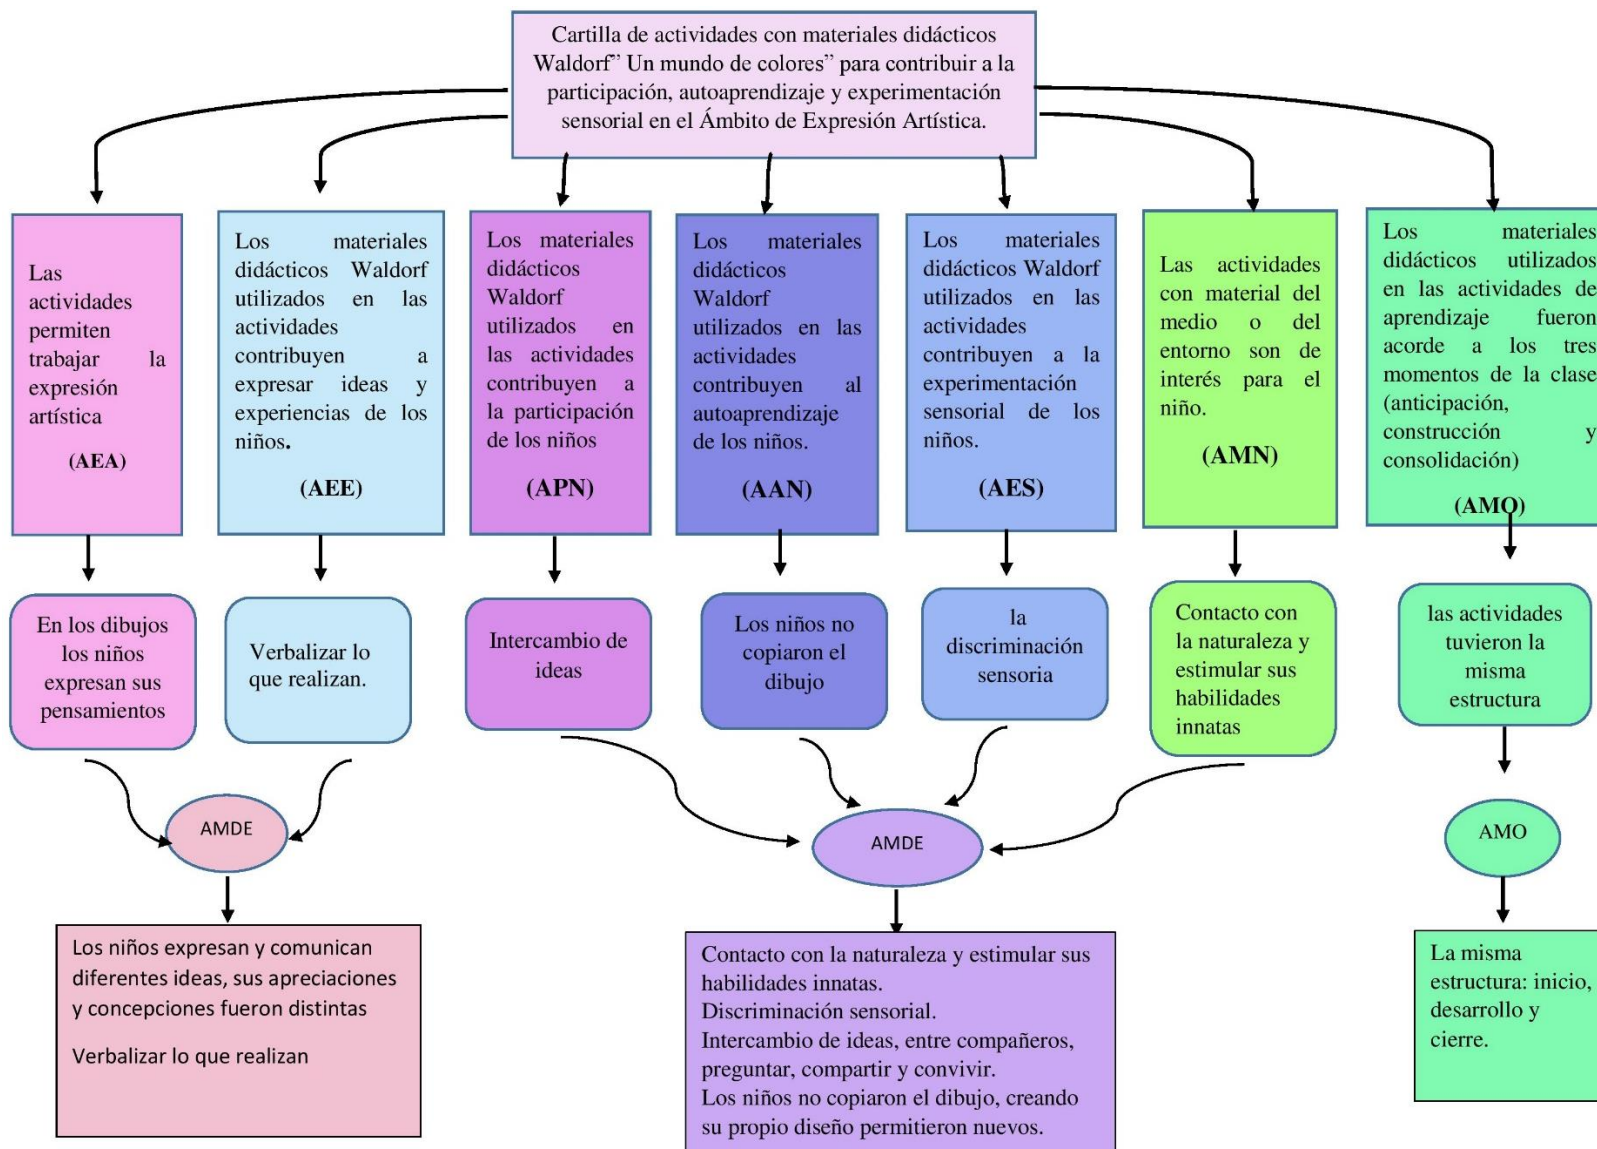 Cartilla de actividades con materiales didácticos
Waldorf” Un mundo de colores” para contribuir a la
participación, autoaprendizaje y experimentación
sensorial en el Ámbito de Expresión Artística.
Las
actividades
permiten
trabajar la
expresión
artística
(AEA)
Los materiales
didácticos Waldorf
utilizados en las
actividades
contribuyen a
expresar ideas y
experiencias de los
niños.
(AEE)
Los materiales
didácticos
Waldorf
utilizados en
las actividades
contribuyen a
la participación
de los niños
(APN)
Los materiales
didácticos
Waldorf
utilizados en las
actividades
contribuyen al
autoaprendizaje
de los niños.
(AAN)
Los materiales
didácticos Waldorf
utilizados en las
actividades
contribuyen a la
experimentación
sensorial de los
niños.
(AES)
Las actividades
con material del
medio o del
entorno son de
interés para el
niño.
(AMN)
Los materiales
didácticos utilizados
en las actividades de
aprendizaje fueron
acorde a los tres
momentos de la clase
(anticipación,
construcción y
consolidación)
(AMO)
En los dibujos
los niños
expresan sus
pensamientos
Verbalizar lo
que realizan.
Intercambio de
ideas
Los niños no
copiaron el
dibujo
la
discriminación
sensoria
Contacto con
la naturaleza y
estimular sus
habilidades
innatas
las actividades
tuvieron la
misma
estructura
AMDE
AMDE
AMO
Los niños expresan y comunican
diferentes ideas, sus apreciaciones
y concepciones fueron distintas
Verbalizar lo que realizan
Contacto con la naturaleza y estimular sus
habilidades innatas.
Discriminación sensorial.
Intercambio de ideas, entre compañeros,
preguntar, compartir y convivir.
Los niños no copiaron el dibujo, creando
su propio diseño permitieron nuevos.
La misma
estructura: inicio,
desarrollo y
cierre.